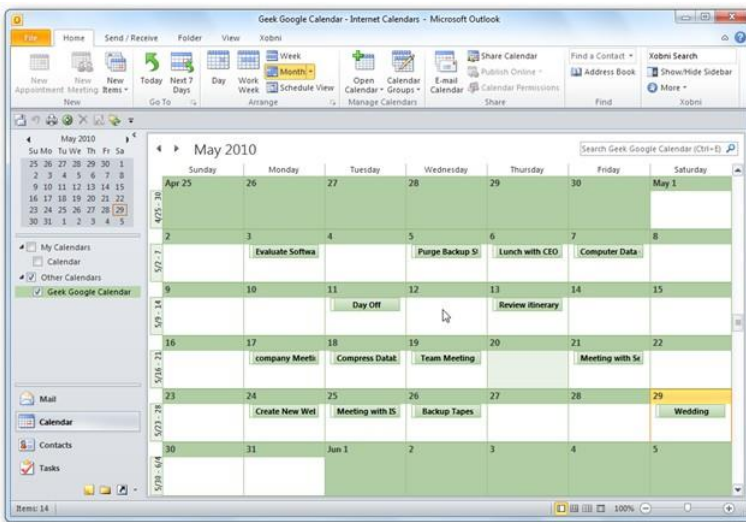 Geek Google Calendar - Internet Calendars - Microsoft Outlook
File Home Send / Receive Folder View Xobni
New Appointment New Meeting New Items
New
Today Next 7 Days
Go To
Day Work Week Week Month Schedule View
Arrange
Open Calendar Calendar Groups
Manage Calendars
E-mail Calendar Share Calendar Publish Online Calendar Permissions
Share
Find a Contact Address Book
Find
Xobni Search Show/Hide Sidebar More
Xobni
May 2010
Su Mo Tu We Th Fr Sa
25 26 27 28 29 30 1
2 3 4 5 6 7 8
9 10 11 12 13 14 15
16 17 18 19 20 21 22
23 24 25 26 27 28 29
30 31 1 2 3 4 5
My Calendars
Calendar
Other Calendars
Geek Google Calendar
Mail
Calendar
Contacts
Tasks
May 2010
Search Geek Google Calendar (Ctrl+E)
Sunday Monday Tuesday Wednesday Thursday Friday Saturday
4/25 - 30
Apr 25 26 27 28 29 30 May 1
5/2 - 7
2 3 4 5 6 7 8
Evaluate Softwa Purge Backup S Lunch with CEO Computer Data
5/9 - 14
9 10 11 12 13 14 15
Day Off Review itinerary
5/16 - 21
16 17 18 19 20 21 22
company Meeti Compress Datab Team Meeting Meeting with Se
5/23 - 28
23 24 25 26 27 28 29
Create New Wel Meeting with IS Backup Tapes Wedding
5/30 - 6/4
30 31 Jun 1 2 3 4 5
Items: 14
100%